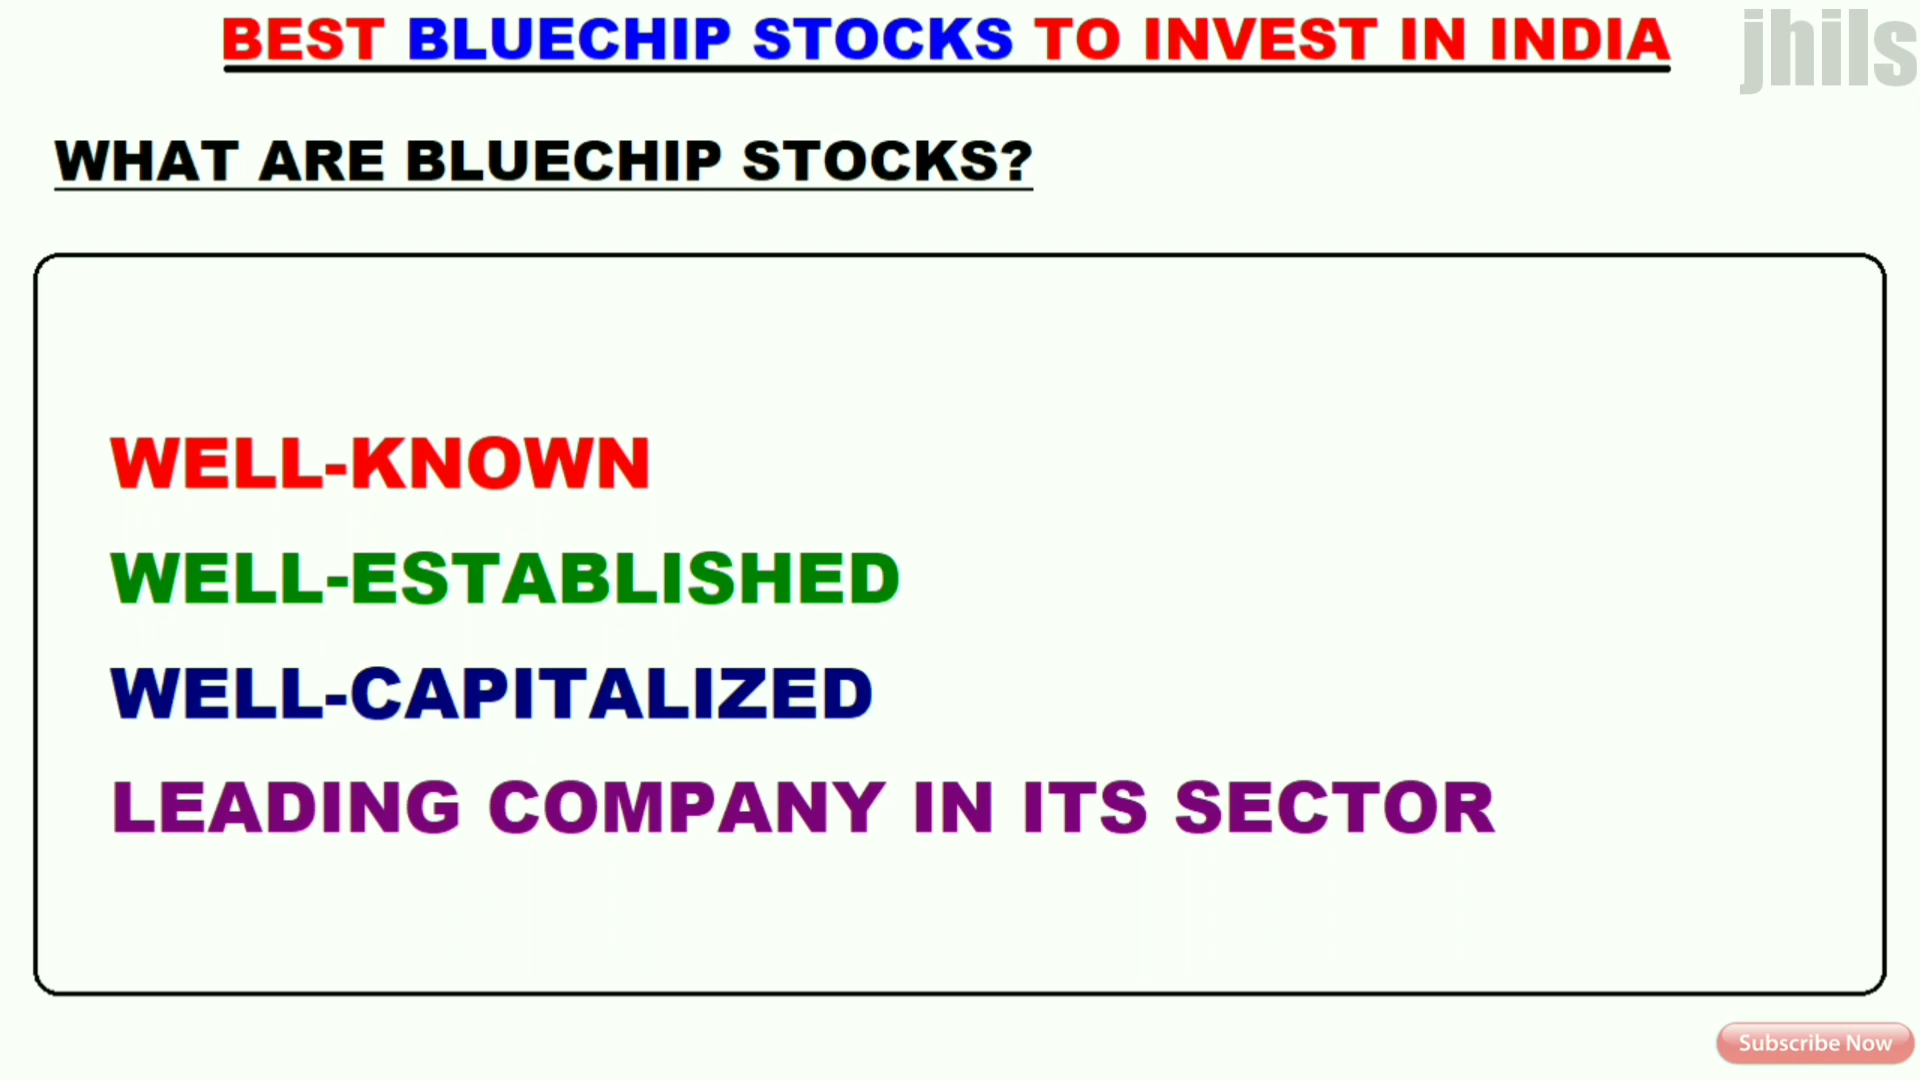 BEST BLUECHIP STOCKS TO INVEST IN INDIA
jhils
WHAT ARE BLUECHIP STOCKS?
WELL-KNOWN
WELL-ESTABLISHED
WELL-CAPITALIZED
LEADING COMPANY IN ITS SECTOR
Subscribe Now